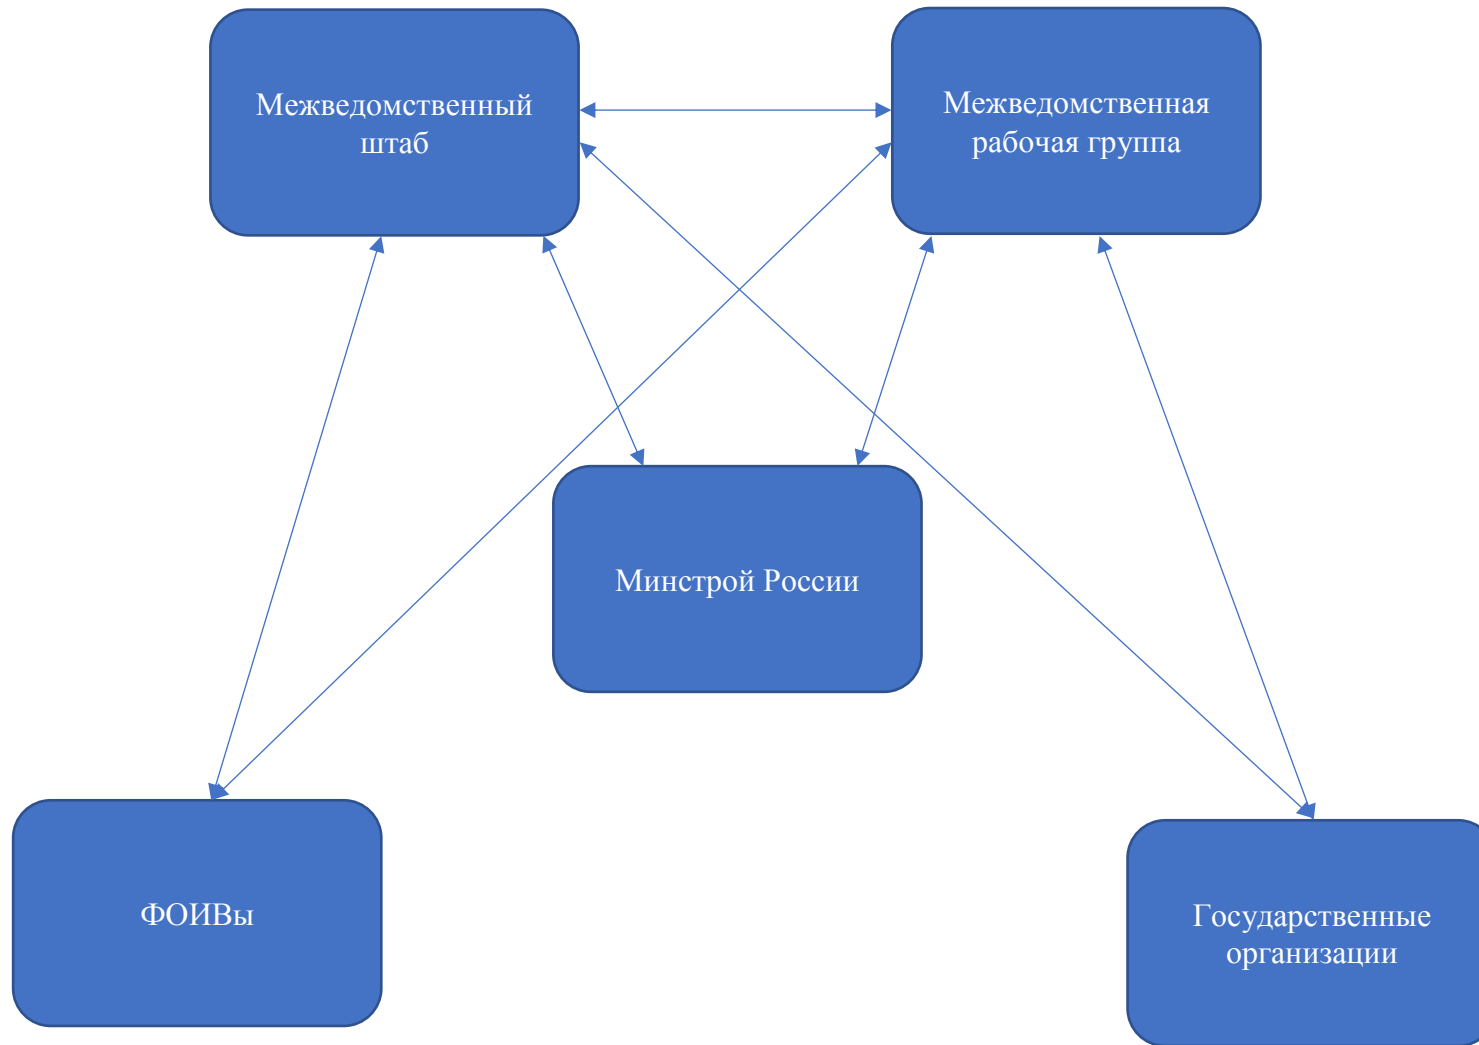 Межведомственный
штаб
Межведомственная
рабочая группа
Минстрой России
ФОИВы
Государственные
организации